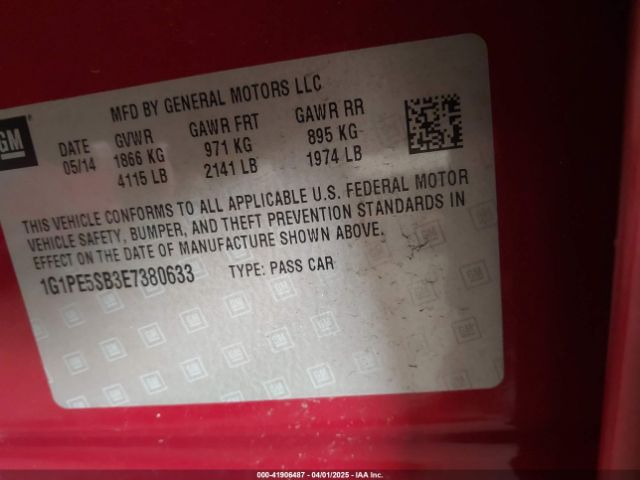 MFD BY GENERAL MOTORS LLC
GM
DATE GVWR GAWR FRT GAWR RR
05/14 1866 KG 971 KG 895 KG
4115 LB 2141 LB 1974 LB
THIS VEHICLE CONFORMS TO ALL APPLICABLE U.S. FEDERAL MOTOR
VEHICLE SAFETY, BUMPER, AND THEFT PREVENTION STANDARDS IN
EFFECT ON THE DATE OF MANUFACTURE SHOWN ABOVE.
1G1PE5SB3E7380633 TYPE: PASS CAR
000-41906487 - 04/01/2025 - IAA Inc.